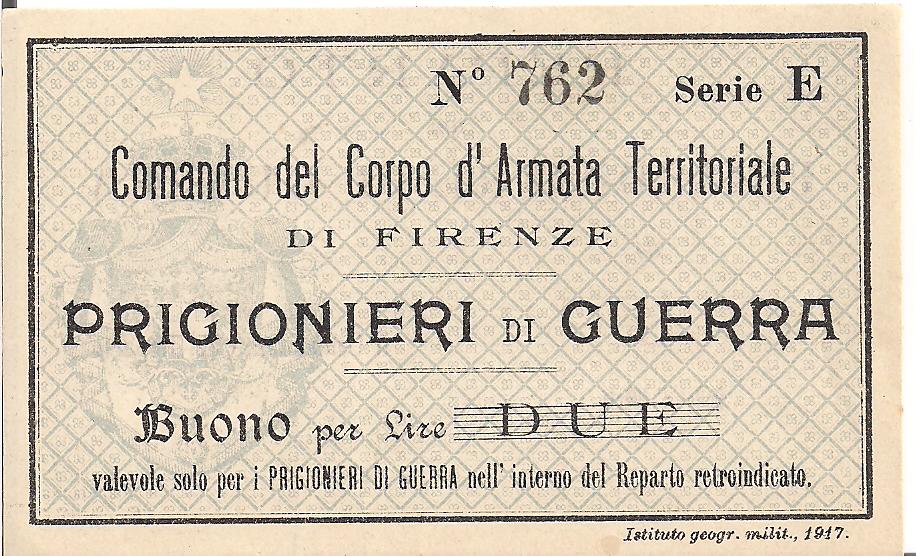 Nº 762 Serie E
Comando del Corpo d' Armata Territoriale
DI FIRENZE
PRIGIONIERI DI GUERRA
Buono per Lire DUE
valevole solo per i PRIGIONIERI DI GUERRA nell' interno del Reparto retroindicato.
Istituto geogr. milit., 1917.